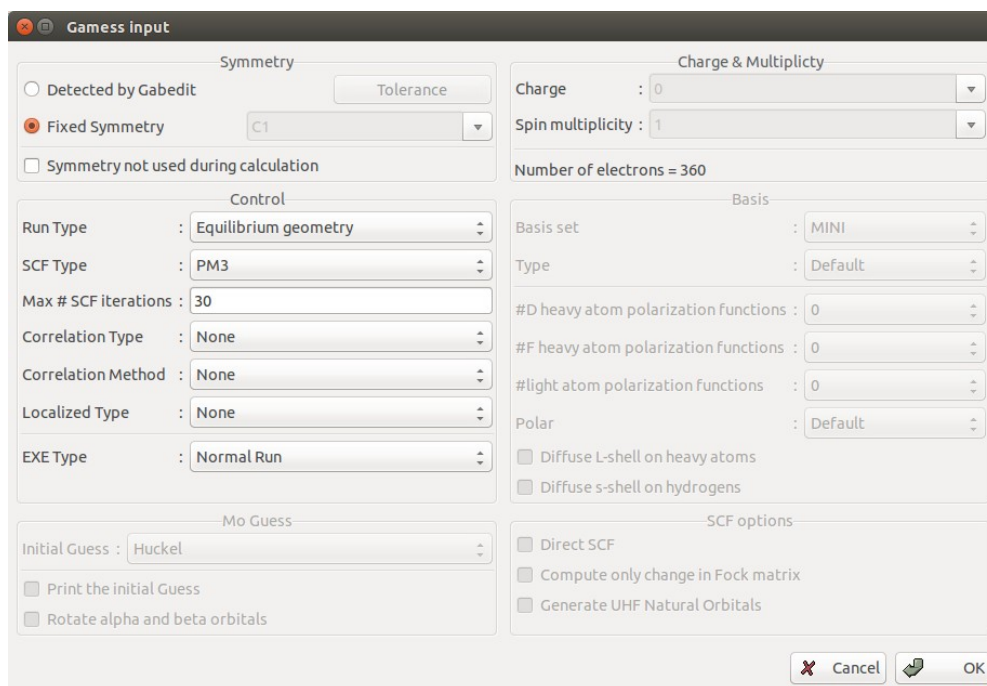 Gamess input
Symmetry
Detected by Gabedit Tolerance
Fixed Symmetry C1
Symmetry not used during calculation
Charge & Multiplicty
Charge : 0
Spin multiplicity : 1
Number of electrons = 360
Control
Run Type : Equilibrium geometry
SCF Type : PM3
Max # SCF iterations : 30
Correlation Type : None
Correlation Method : None
Localized Type : None
EXE Type : Normal Run
Basis
Basis set : MINI
Type : Default
#D heavy atom polarization functions : 0
#F heavy atom polarization functions : 0
#light atom polarization functions : 0
Polar : Default
Diffuse L-shell on heavy atoms
Diffuse s-shell on hydrogens
Mo Guess
Initial Guess : Huckel
Print the initial Guess
Rotate alpha and beta orbitals
SCF options
Direct SCF
Compute only change in Fock matrix
Generate UHF Natural Orbitals
Cancel OK